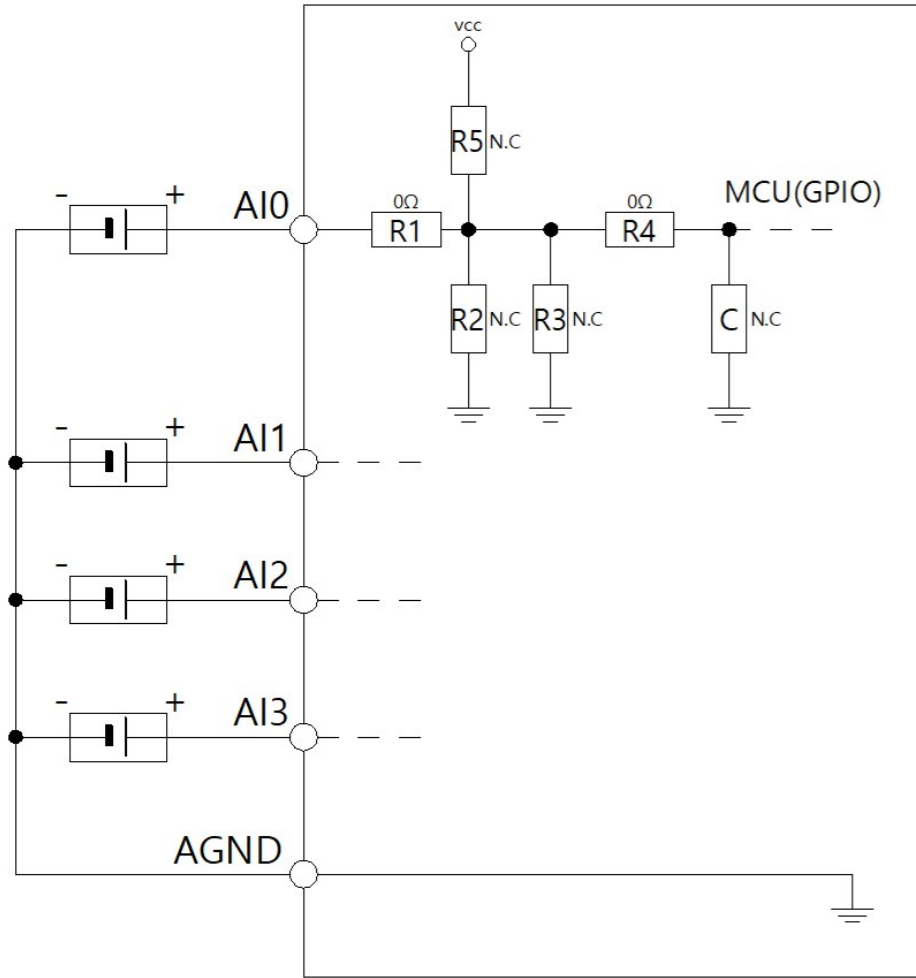 vcc
R5 N.C
- +
AI0
0Ω
R1
0Ω
R4
MCU(GPIO)
R2 N.C
R3 N.C
C N.C
- +
AI1
- +
AI2
- +
AI3
AGND